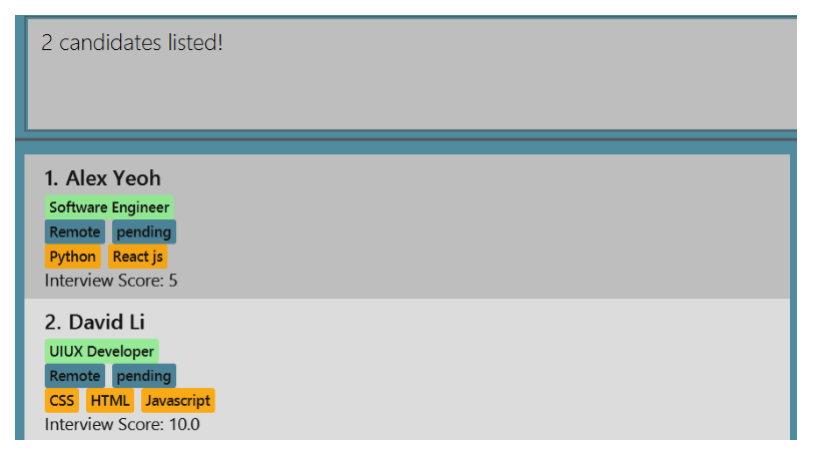 2 candidates listed!
1. Alex Yeoh
Software Engineer
Remote pending
Python React js
Interview Score: 5
2. David Li
UIUX Developer
Remote pending
CSS HTML Javascript
Interview Score: 10.0